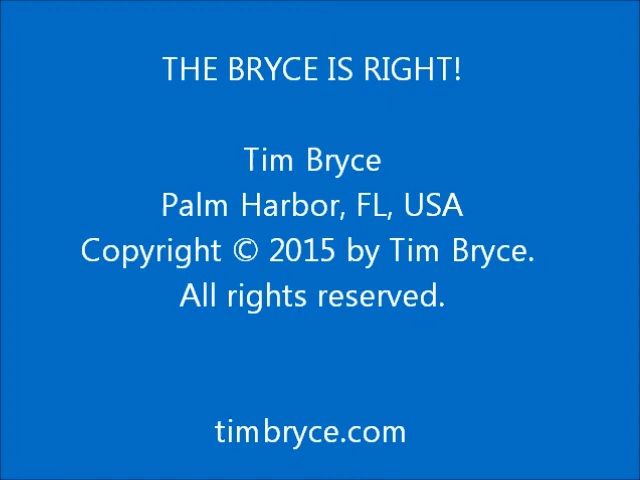 THE BRYCE IS RIGHT!
Tim Bryce
Palm Harbor, FL, USA
Copyright © 2015 by Tim Bryce.
All rights reserved.
timbryce.com